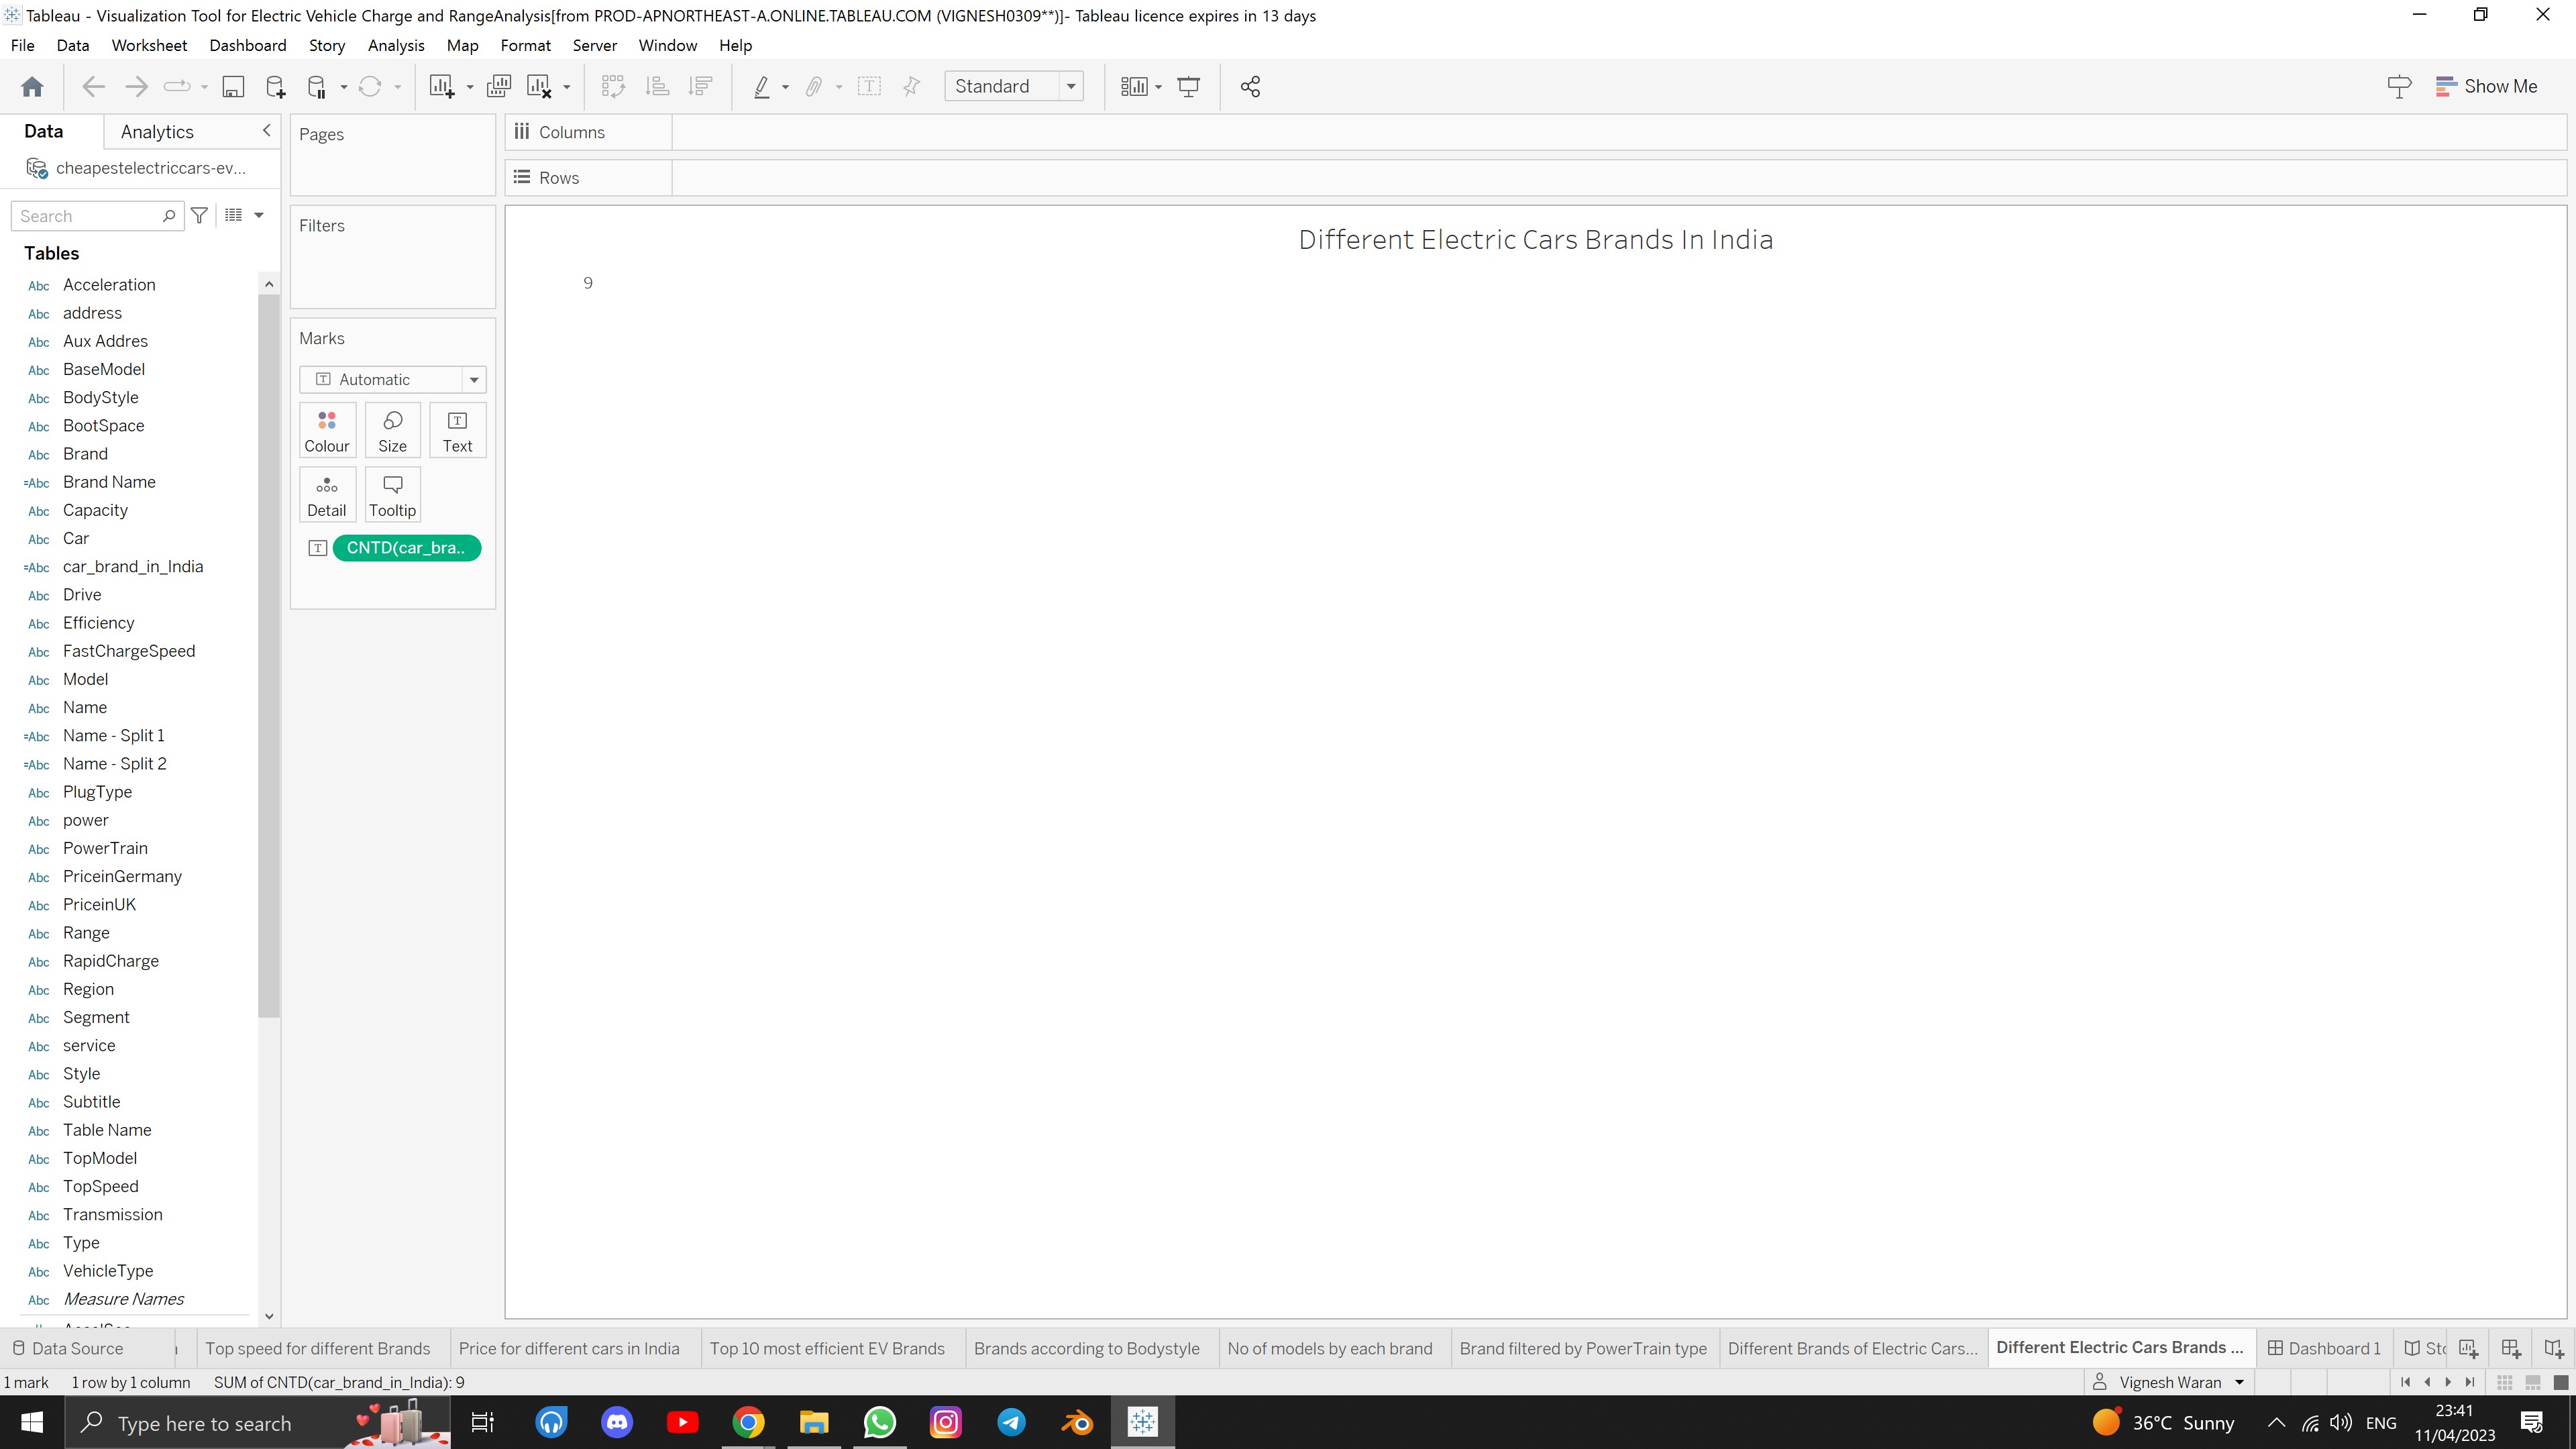 Tableau - Visualization Tool for Electric Vehicle Charge and RangeAnalysis[from PROD-APNORTHEAST-A.ONLINE.TABLEAU.COM (VIGNESH0309**)]- Tableau licence expires in 13 days
File Data Worksheet Dashboard Story Analysis Map Format Server Window Help
Standard
Show Me
Data Analytics
cheapestelectriccars-ev...
Search
Tables
Abc Acceleration
Abc address
Abc Aux Addres
Abc BaseModel
Abc BodyStyle
Abc BootSpace
Abc Brand
=Abc Brand Name
Abc Capacity
Abc Car
=Abc car_brand_in_India
Abc Drive
Abc Efficiency
Abc FastChargeSpeed
Abc Model
Abc Name
=Abc Name - Split 1
=Abc Name - Split 2
Abc PlugType
Abc power
Abc PowerTrain
Abc PriceinGermany
Abc PriceinUK
Abc Range
Abc RapidCharge
Abc Region
Abc Segment
Abc service
Abc Style
Abc Subtitle
Abc Table Name
Abc TopModel
Abc TopSpeed
Abc Transmission
Abc Type
Abc VehicleType
Abc Measure Names
Pages
Filters
Marks
T Automatic
Colour Size Text
Detail Tooltip
T CNTD(car_bra..
Columns
Rows
Different Electric Cars Brands In India
9
Data Source Top speed for different Brands Price for different cars in India Top 10 most efficient EV Brands Brands according to Bodystyle No of models by each brand Brand filtered by PowerTrain type Different Brands of Electric Cars... Different Electric Cars Brands ... Dashboard 1
1 mark 1 row by 1 column SUM of CNTD(car_brand_in_India): 9
Vignesh Waran
Type here to search
36°C Sunny
ENG
23:41
11/04/2023